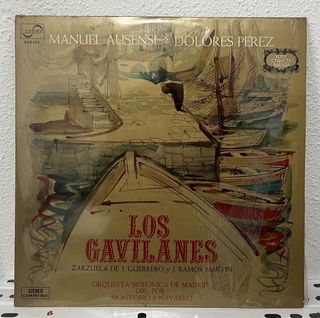 Zafiro
MANUEL AUSENSI DOLORES PEREZ
LOS
GAVILANES
ZARZUELA DE J. GUERRERO y J. RAMOS MARTIN
ORQUESTA SINFONICA DE MADRID
DIR. POR
MONTORIO y NAVARRO
STEREO
COMPATIBLE